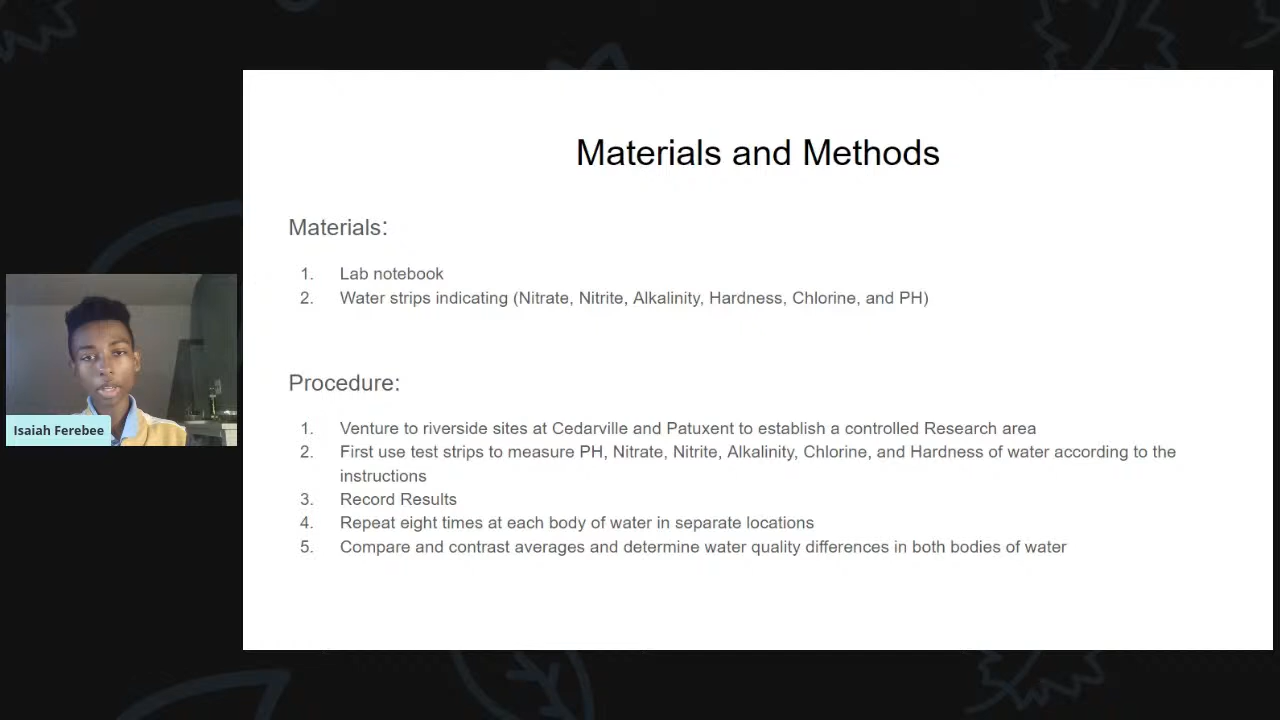 Materials and Methods
Materials:
1. Lab notebook
2. Water strips indicating (Nitrate, Nitrite, Alkalinity, Hardness, Chlorine, and PH)
Procedure:
1. Venture to riverside sites at Cedarville and Patuxent to establish a controlled Research area
2. First use test strips to measure PH, Nitrate, Nitrite, Alkalinity, Chlorine, and Hardness of water according to the
instructions
3. Record Results
4. Repeat eight times at each body of water in separate locations
5. Compare and contrast averages and determine water quality differences in both bodies of water
Isaiah Ferebee